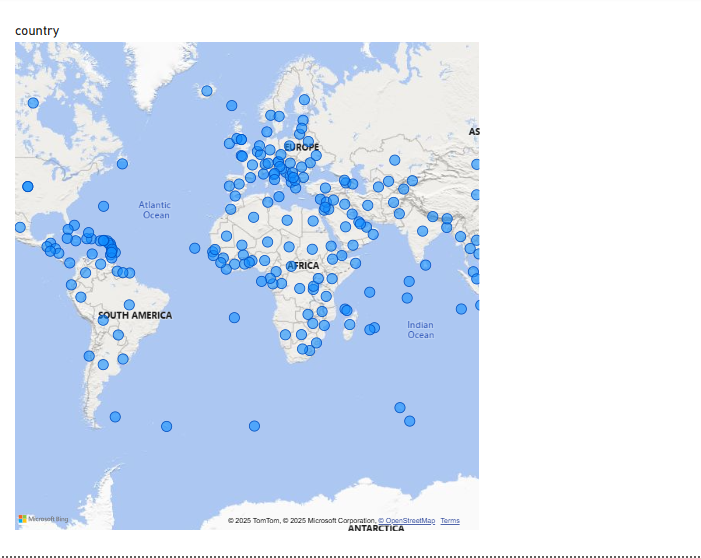 country
AS
EUROPE
Atlantic
Ocean
AFRICA
SOUTH AMERICA
Indian
Ocean
Microsoft Bing
© 2025 TomTom, © 2025 Microsoft Corporation, © OpenStreetMap Terms
ANTARCTICA